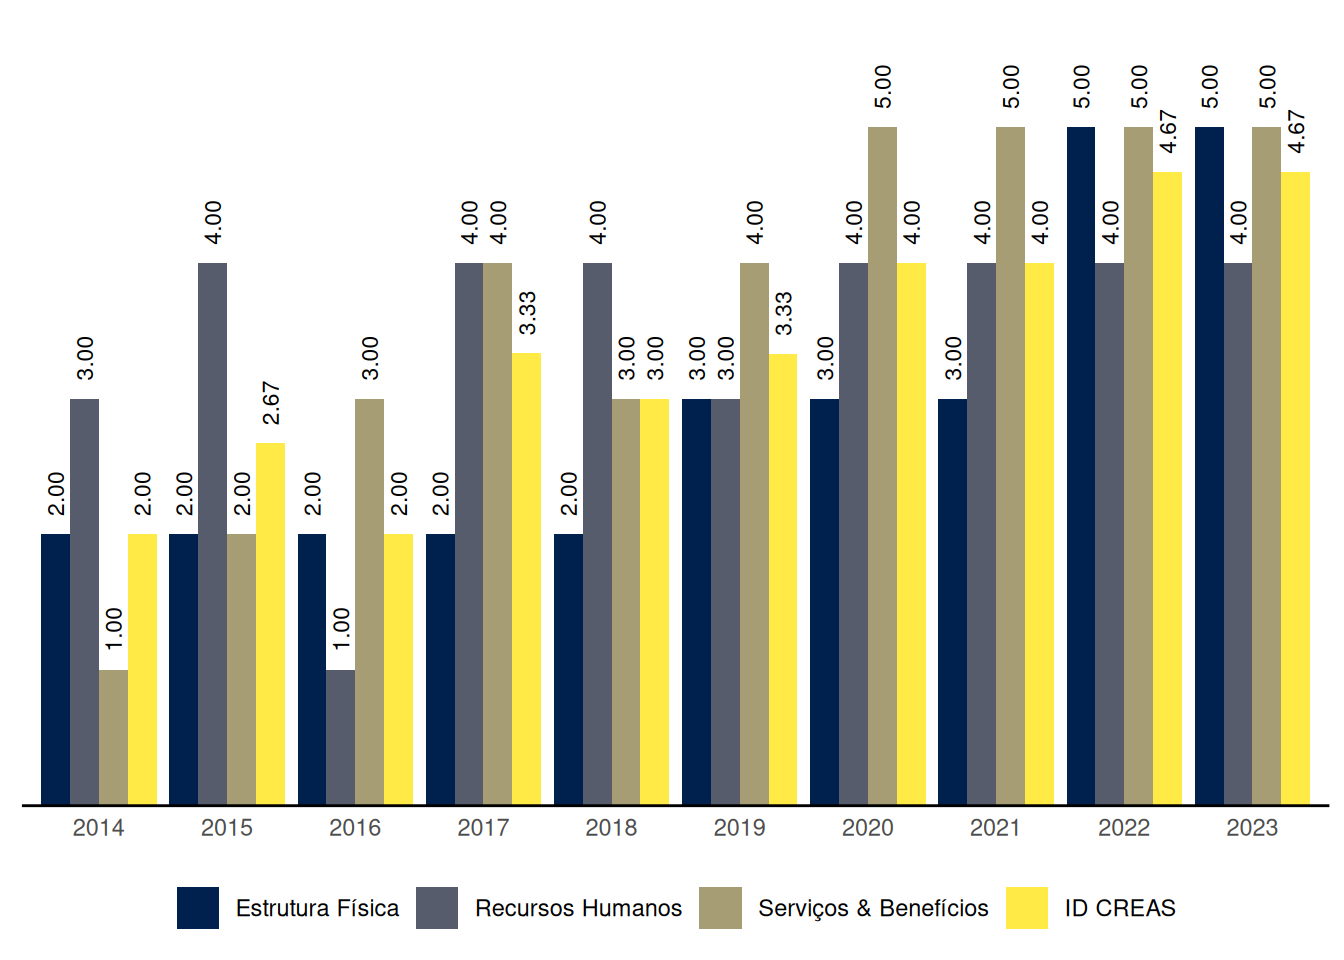 2.00 3.00 1.00 2.00
2.00 4.00 2.00 2.67
2.00 1.00 3.00 2.00
2.00 4.00 4.00 3.33
2.00 4.00 3.00 3.00
3.00 3.00 4.00 3.33
3.00 4.00 5.00 4.00
3.00 4.00 5.00 4.00
5.00 4.00 5.00 4.67
5.00 4.00 5.00 4.67
2014 2015 2016 2017 2018 2019 2020 2021 2022 2023
Estrutura Física Recursos Humanos Serviços & Benefícios ID CREAS